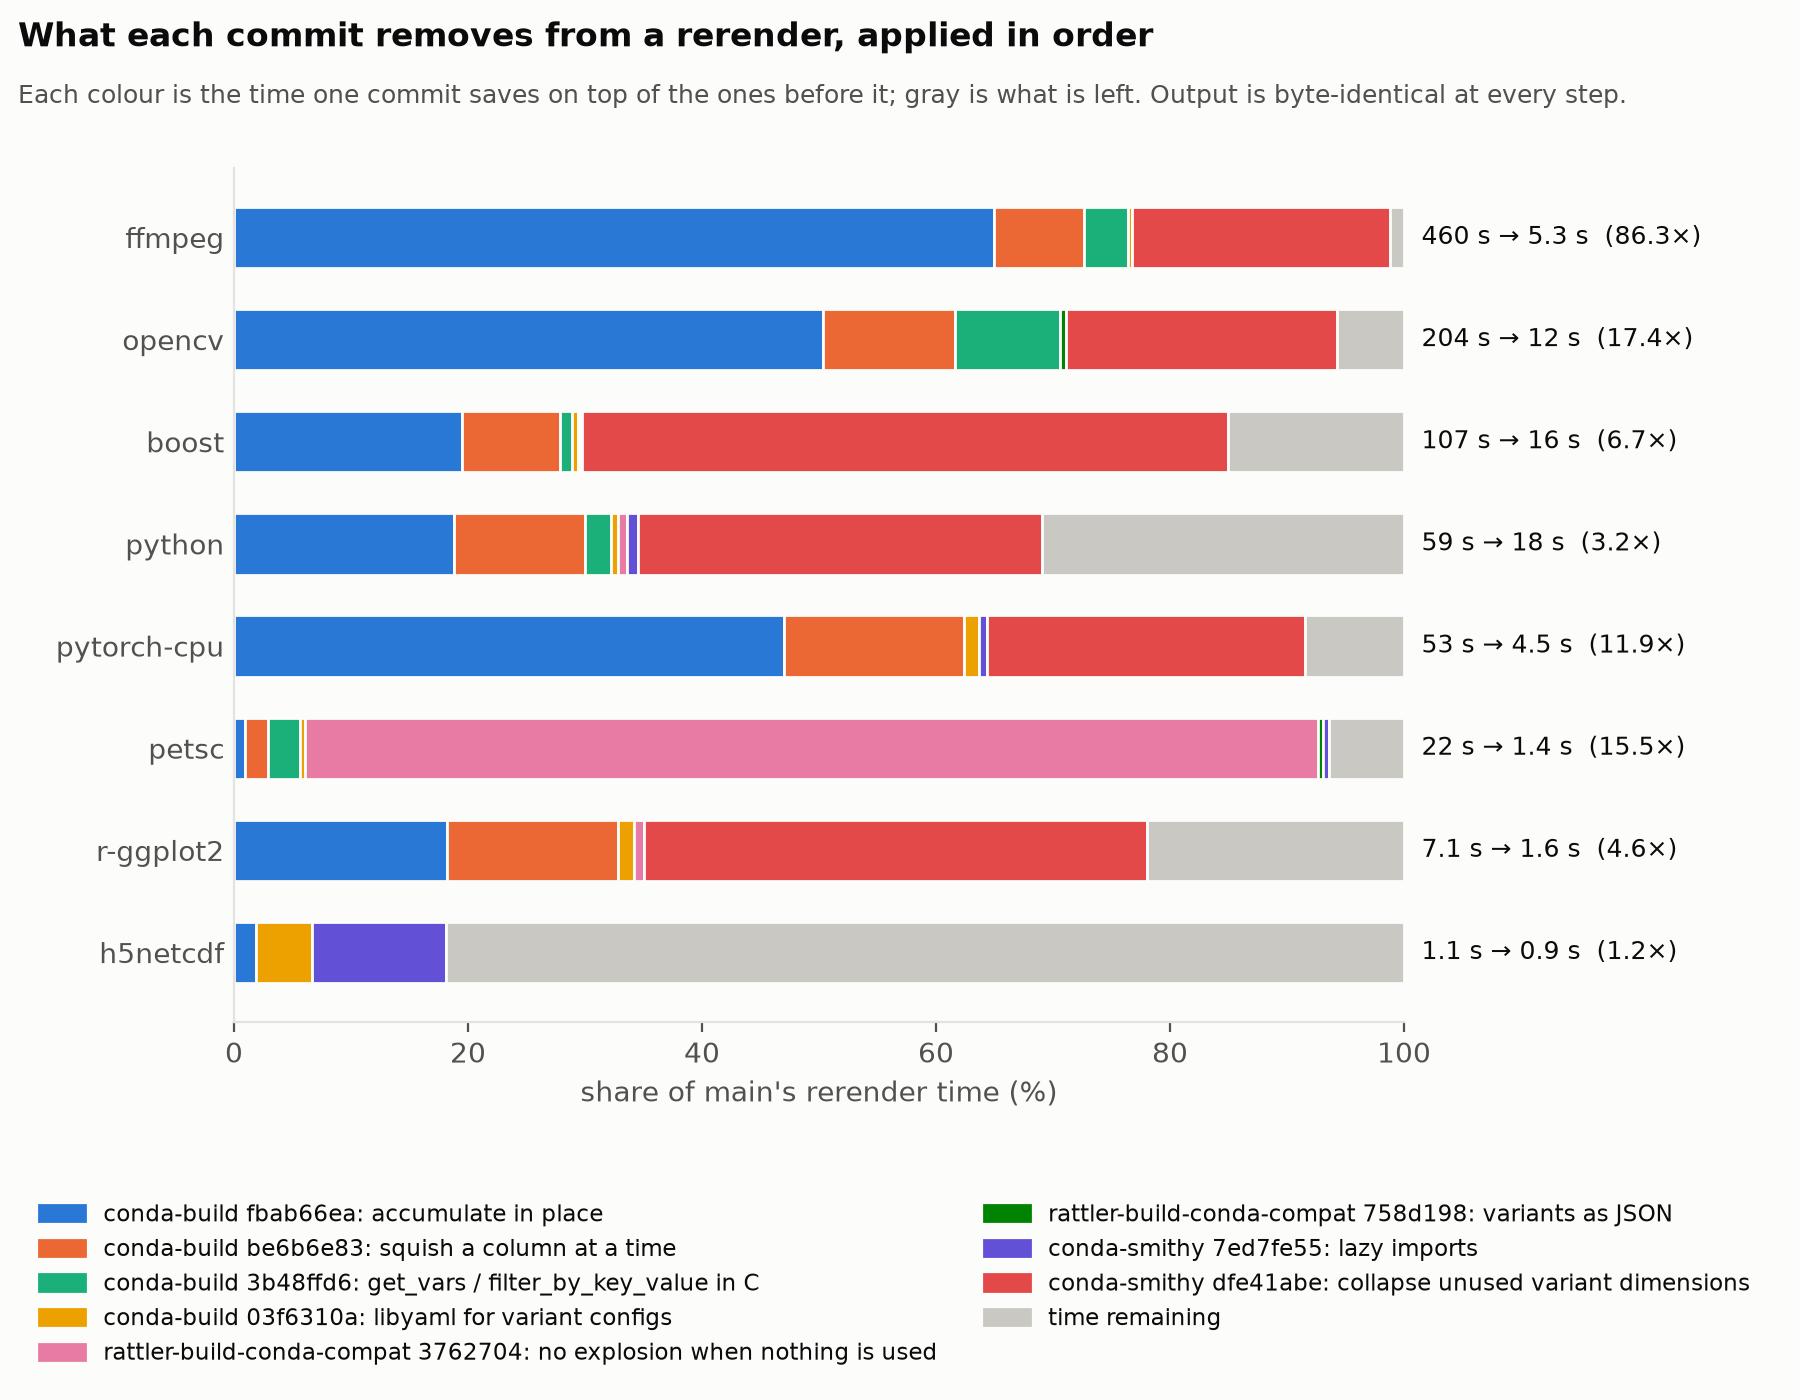 What each commit removes from a rerender, applied in order
Each colour is the time one commit saves on top of the ones before it; gray is what is left. Output is byte-identical at every step.
ffmpeg 460 s → 5.3 s (86.3×)
opencv 204 s → 12 s (17.4×)
boost 107 s → 16 s (6.7×)
python 59 s → 18 s (3.2×)
pytorch-cpu 53 s → 4.5 s (11.9×)
petsc 22 s → 1.4 s (15.5×)
r-ggplot2 7.1 s → 1.6 s (4.6×)
h5netcdf 1.1 s → 0.9 s (1.2×)
0 20 40 60 80 100
share of main's rerender time (%)
conda-build fbab66ea: accumulate in place
conda-build be6b6e83: squish a column at a time
conda-build 3b48ffd6: get_vars / filter_by_key_value in C
conda-build 03f6310a: libyaml for variant configs
rattler-build-conda-compat 3762704: no explosion when nothing is used
rattler-build-conda-compat 758d198: variants as JSON
conda-smithy 7ed7fe55: lazy imports
conda-smithy dfe41abe: collapse unused variant dimensions
time remaining